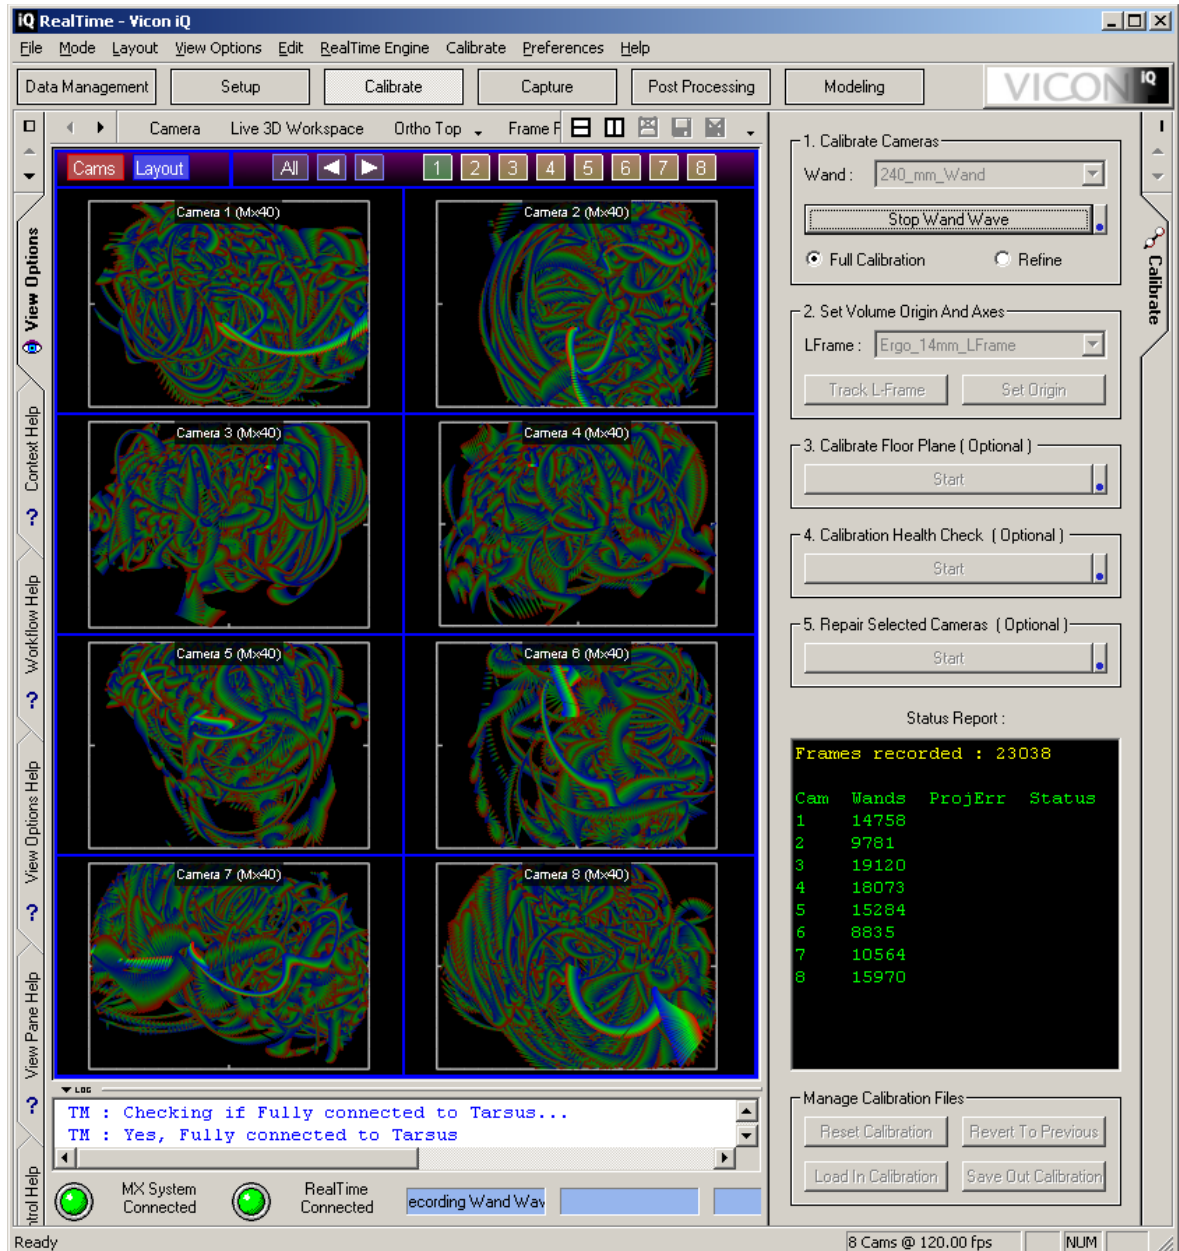 iQ RealTime - Vicon iQ
File Mode Layout View Options Edit RealTime Engine Calibrate Preferences Help
Data Management Setup Calibrate Capture Post Processing Modeling VICON iQ
Camera Live 3D Workspace Ortho Top Frame F
Cams Layout All 1 2 3 4 5 6 7 8
Camera 1 (Mx40) Camera 2 (Mx40)
Camera 3 (Mx40) Camera 4 (Mx40)
Camera 5 (Mx40) Camera 6 (Mx40)
Camera 7 (Mx40) Camera 8 (Mx40)
View Options
Context Help
?
Workflow Help
?
View Options Help
?
View Pane Help
?
ntrol Help
1. Calibrate Cameras
Wand : 240_mm_Wand
Stop Wand Wave
Full Calibration Refine
2. Set Volume Origin And Axes
LFrame : Ergo_14mm_LFrame
Track L-Frame Set Origin
3. Calibrate Floor Plane ( Optional )
Start
4. Calibration Health Check ( Optional )
Start
5. Repair Selected Cameras ( Optional )
Start
Calibrate
Status Report :
Frames recorded : 23038
Cam Wands ProjErr Status
1 14758
2 9781
3 19120
4 18073
5 15284
6 8835
7 10564
8 15970
Manage Calibration Files
Reset Calibration Revert To Previous
Load In Calibration Save Out Calibration
LOG
TM : Checking if Fully connected to Tarsus...
TM : Yes, Fully connected to Tarsus
MX System Connected
RealTime Connected
ecording Wand Wav
Ready 8 Cams @ 120.00 fps NUM